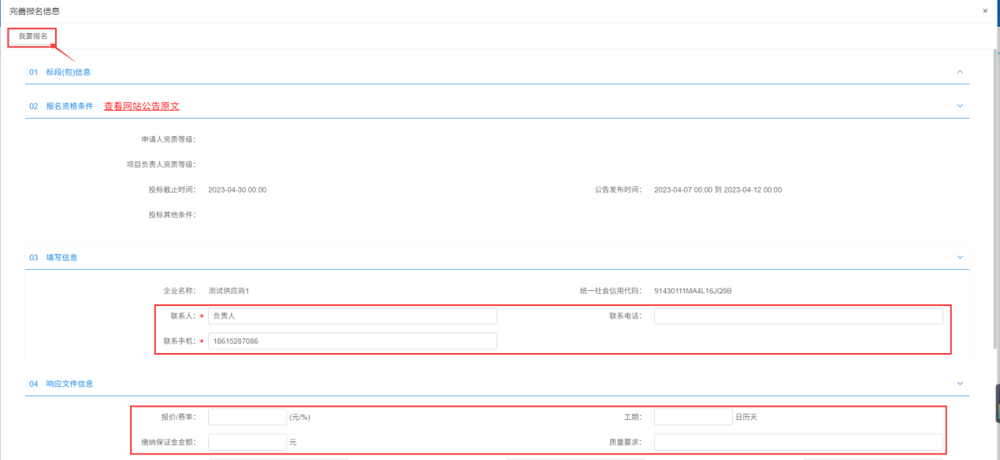 完善报名信息 ×
我要报名
01 标段(包)信息
02 报名资格条件 查看网站公告原文
申请人资质等级：
项目负责人资质等级：
投标截止时间： 2023-04-30 00:00 公告发布时间： 2023-04-07 00:00 到 2023-04-12 00:00
投标其他条件：
03 填写信息
企业名称： 测试供应商1 统一社会信用代码： 91430111MA4L16JQ9B
联系人：* 负责人 联系电话：
联系手机：* 18615287086
04 响应文件信息
报价/费率： (元/%) 工期： 日历天
缴纳保证金金额： 元 质量要求：